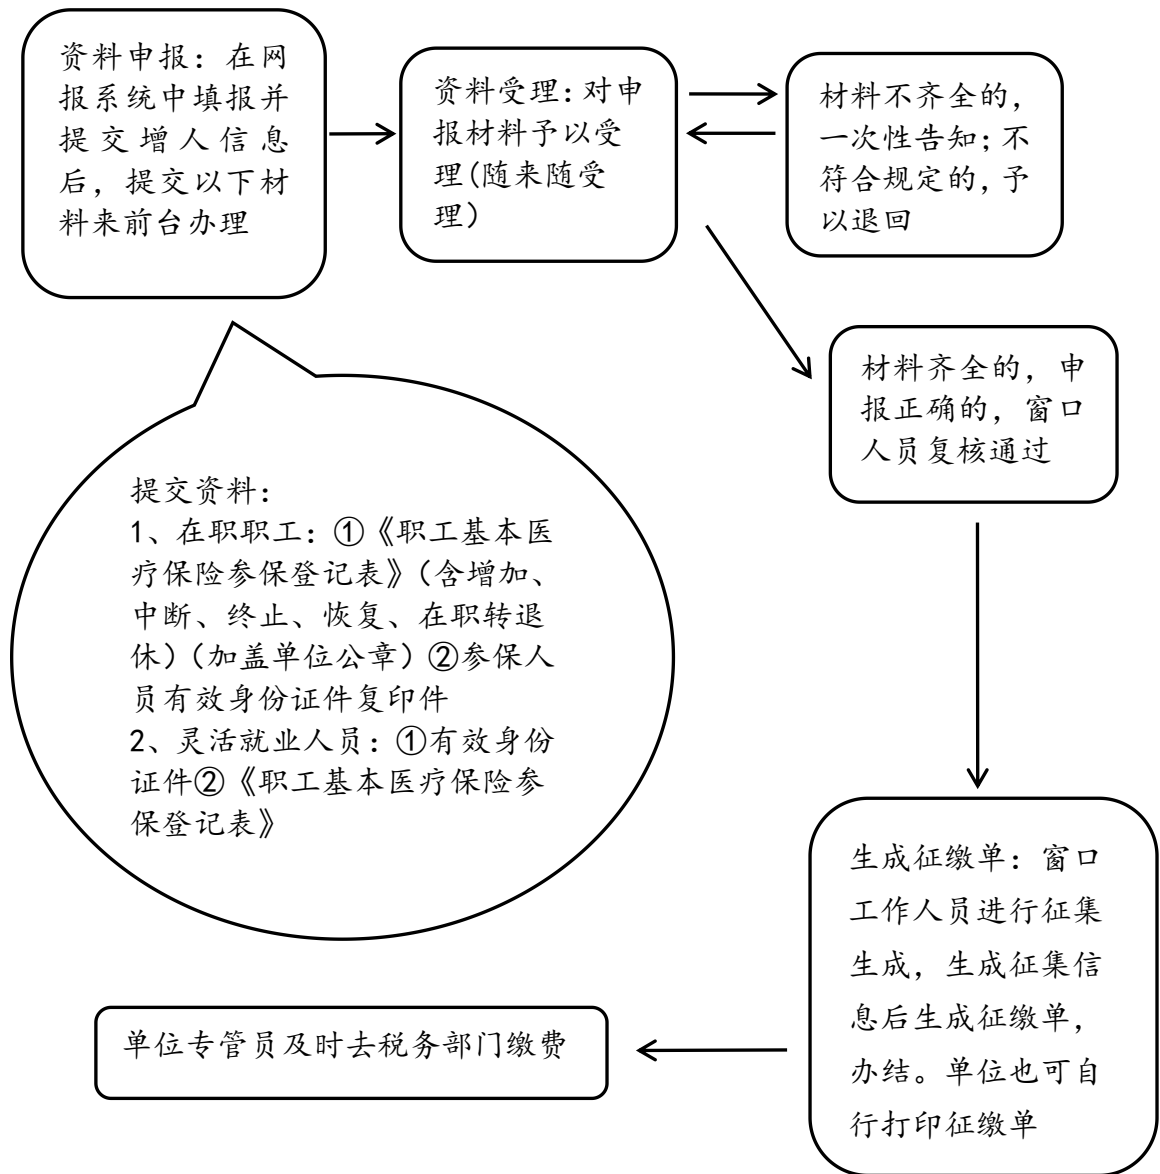 资料申报：在网
报系统中填报并
提交增人信息
后，提交以下材
料来前台办理
资料受理：对申
报材料予以受
理(随来随受
理)
材料不齐全的，
一次性告知；不
符合规定的，予
以退回
材料齐全的，申
报正确的，窗口
人员复核通过
提交资料：
1、在职职工：①《职工基本医
疗保险参保登记表》(含增加、
中断、终止、恢复、在职转退
休)(加盖单位公章)②参保人
员有效身份证件复印件
2、灵活就业人员：①有效身份
证件②《职工基本医疗保险参
保登记表》
生成征缴单：窗口
工作人员进行征集
生成，生成征集信
息后生成征缴单，
办结。单位也可自
行打印征缴单
单位专管员及时去税务部门缴费